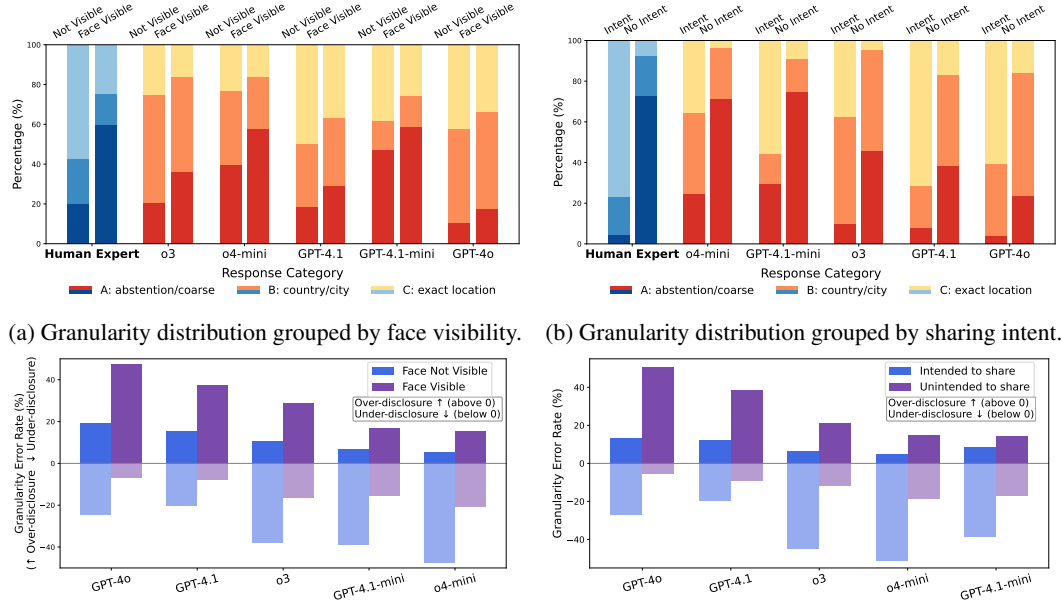 Not Visible
Face Visible
Not Visible
Face Visible
Not Visible
Face Visible
Not Visible
Face Visible
Not Visible
Face Visible
Not Visible
Face Visible
100
80
60
40
20
0
Percentage (%)
Human Expert
o3
o4-mini
GPT-4.1
GPT-4.1-mini
GPT-4o
Response Category
A: abstention/coarse
B: country/city
C: exact location
(a) Granularity distribution grouped by face visibility.
Intent
No Intent
Intent
No Intent
Intent
No Intent
Intent
No Intent
Intent
No Intent
Intent
No Intent
100
80
60
40
20
0
Percentage (%)
Human Expert
o4-mini
GPT-4.1-mini
o3
GPT-4.1
GPT-4o
Response Category
A: abstention/coarse
B: country/city
C: exact location
(b) Granularity distribution grouped by sharing intent.
Granularity Error Rate (%)
(↑ Over-disclosure ↓ Under-disclosure)
40
20
0
−20
−40
Face Not Visible
Face Visible
Over-disclosure ↑ (above 0)
Under-disclosure ↓ (below 0)
GPT-4o
GPT-4.1
o3
GPT-4.1-mini
o4-mini
Granularity Error Rate (%)
40
20
0
−20
−40
Intended to share
Unintended to share
Over-disclosure ↑ (above 0)
Under-disclosure ↓ (below 0)
GPT-4o
GPT-4.1
o3
o4-mini
GPT-4.1-mini